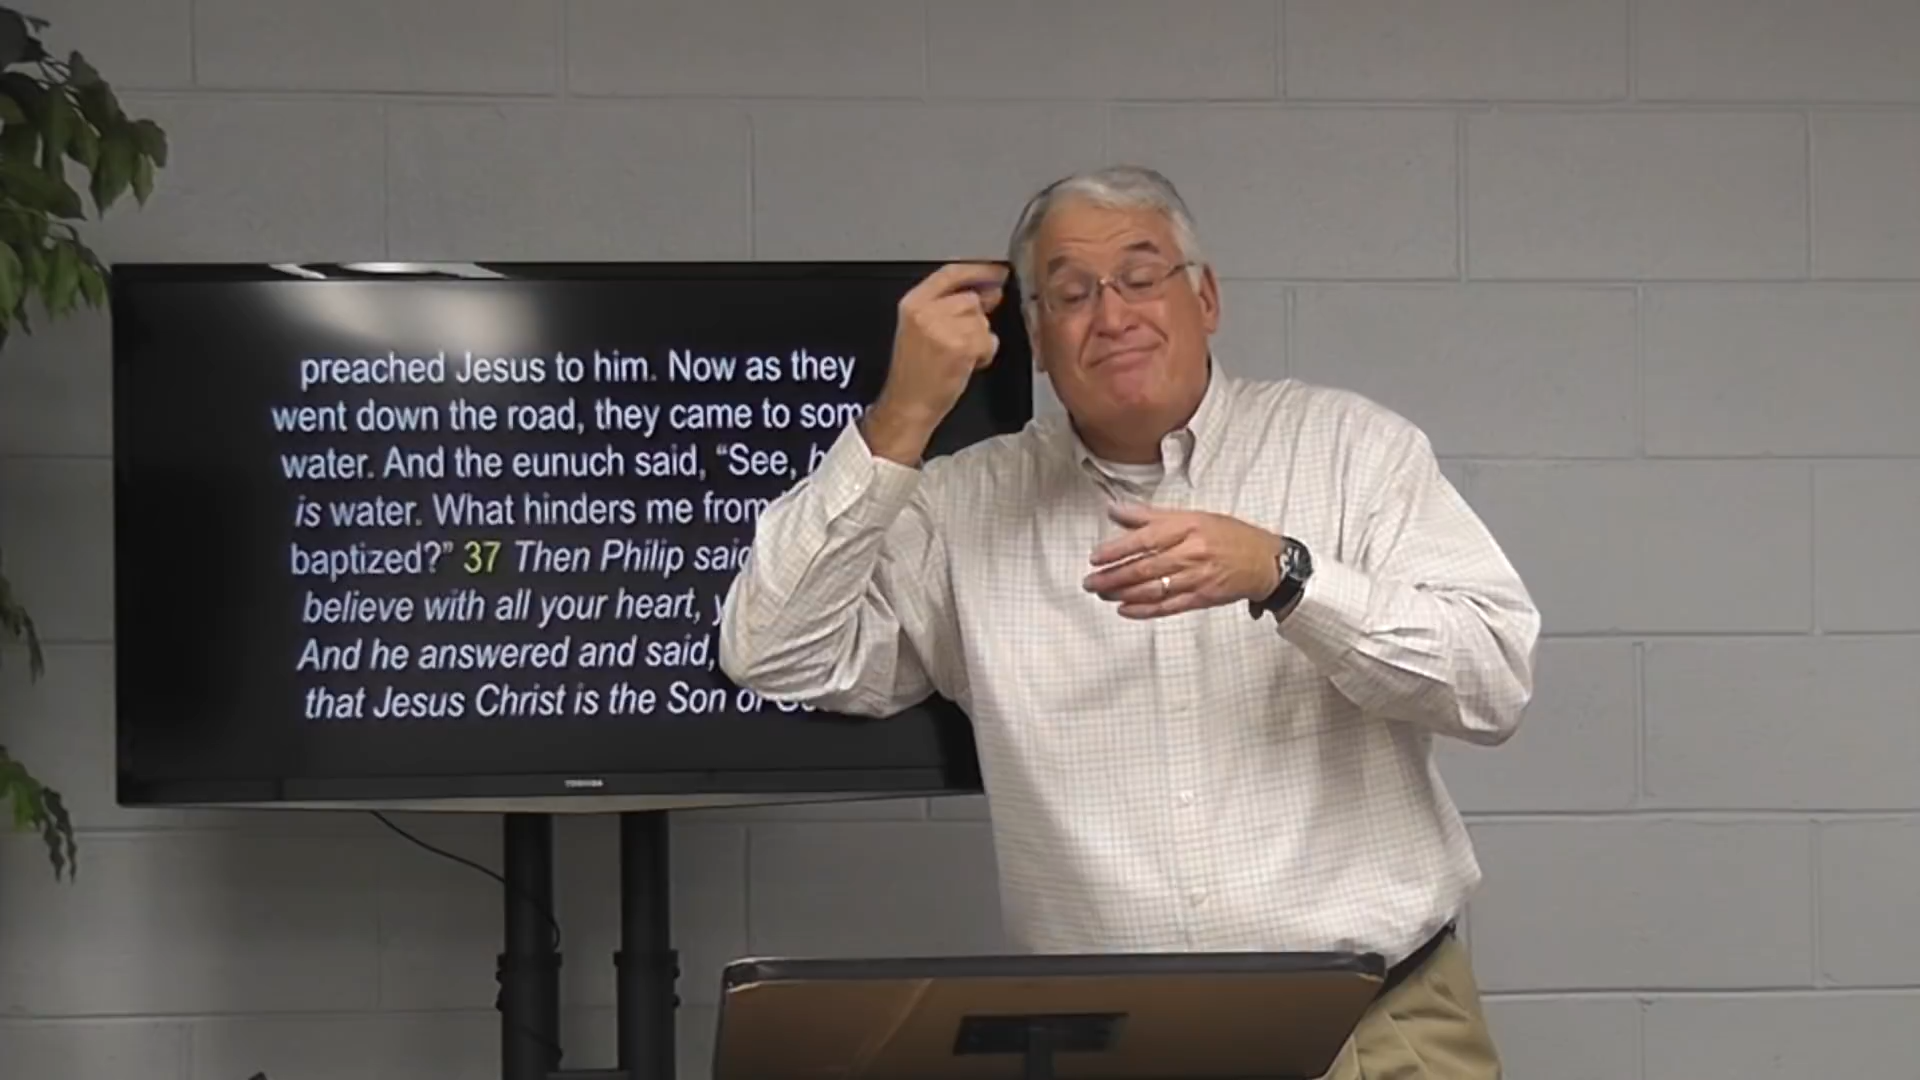 preached Jesus to him. Now as they
went down the road, they came to
water. And the eunuch said, “See,
is water. What hinders me from
baptized?” 37 Then Philip said
believe with all your heart,
And he answered and said,
that Jesus Christ is the Son of
TOSHIBA